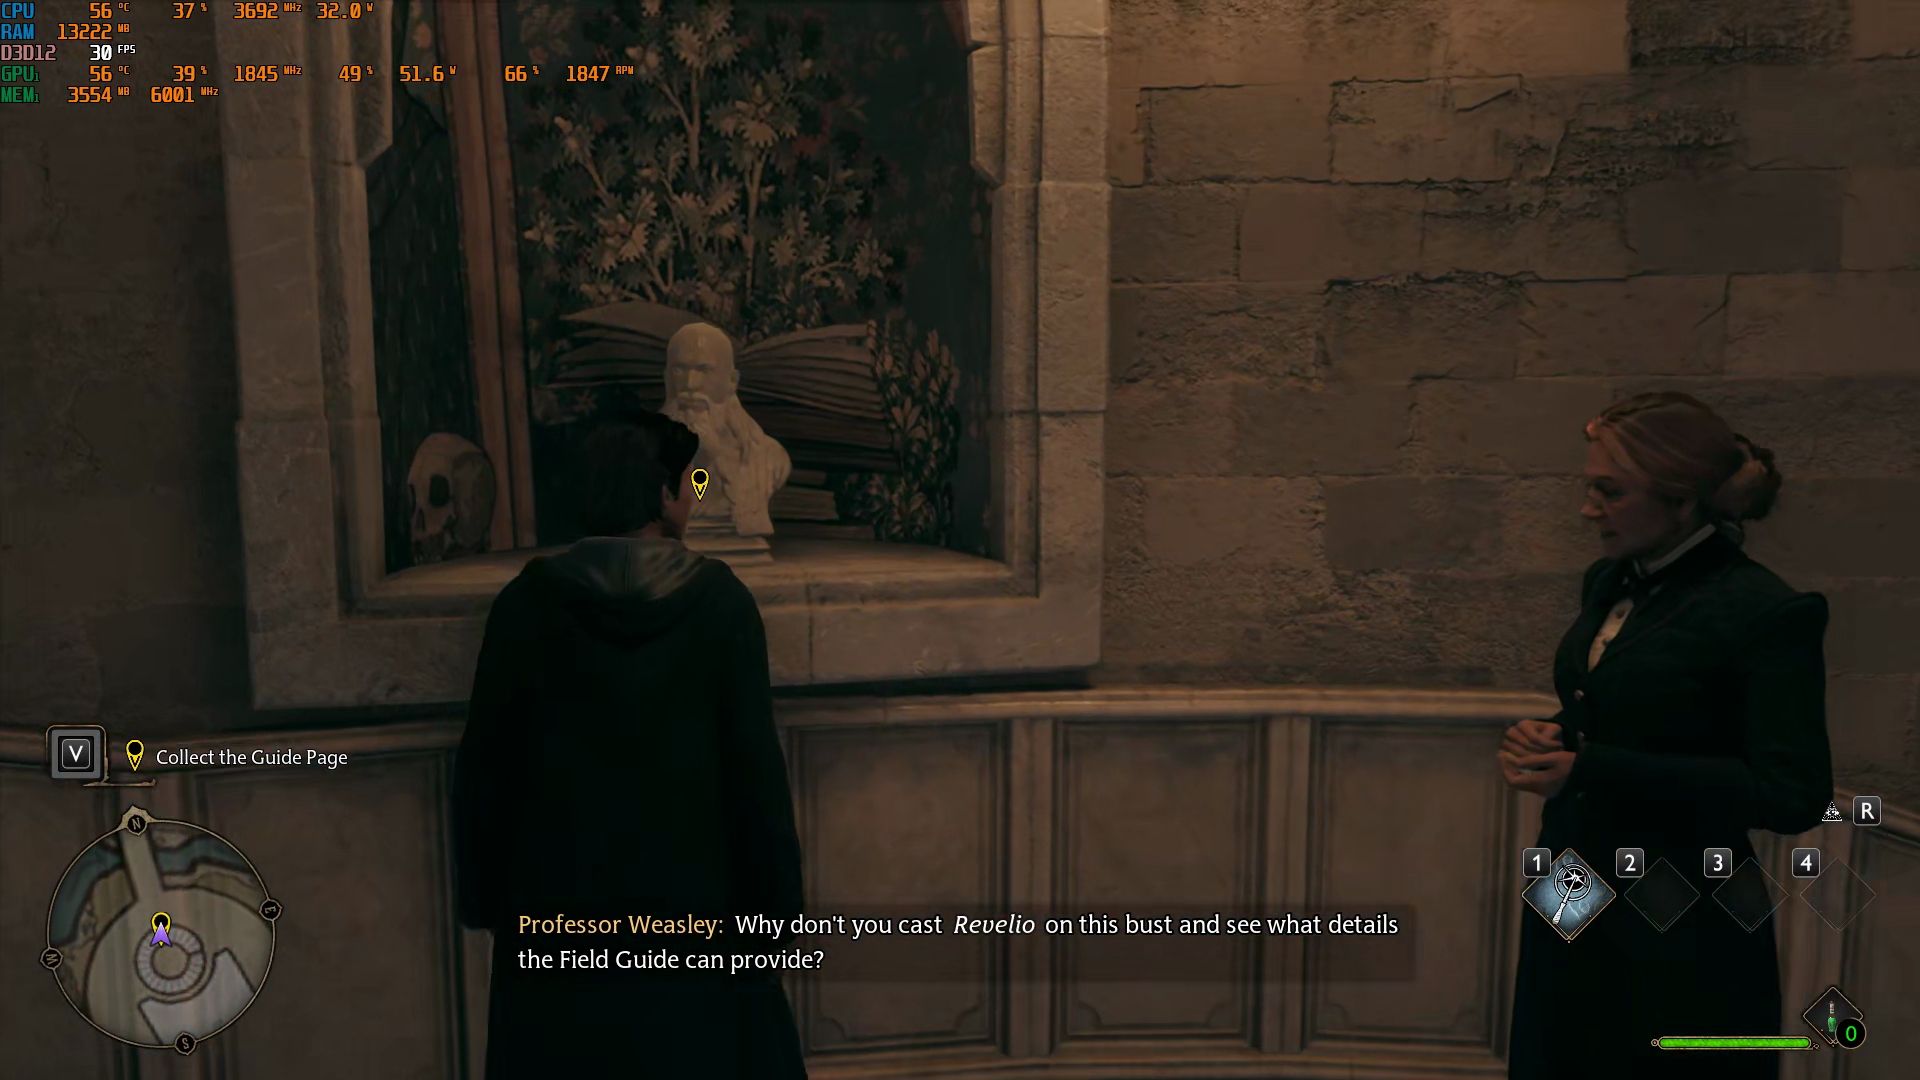 CPU 56 °C 37 % 3692 MHz 32.0 W
RAM 13222 MB
D3D12 30 FPS
GPU1 56 °C 39 % 1845 MHz 49 % 51.6 W 66 % 1847 RPM
MEM1 3554 MB 6001 MHz
V Collect the Guide Page
N
E
W
S
R
1 2 3 4
Professor Weasley: Why don't you cast Revelio on this bust and see what details
the Field Guide can provide?
0